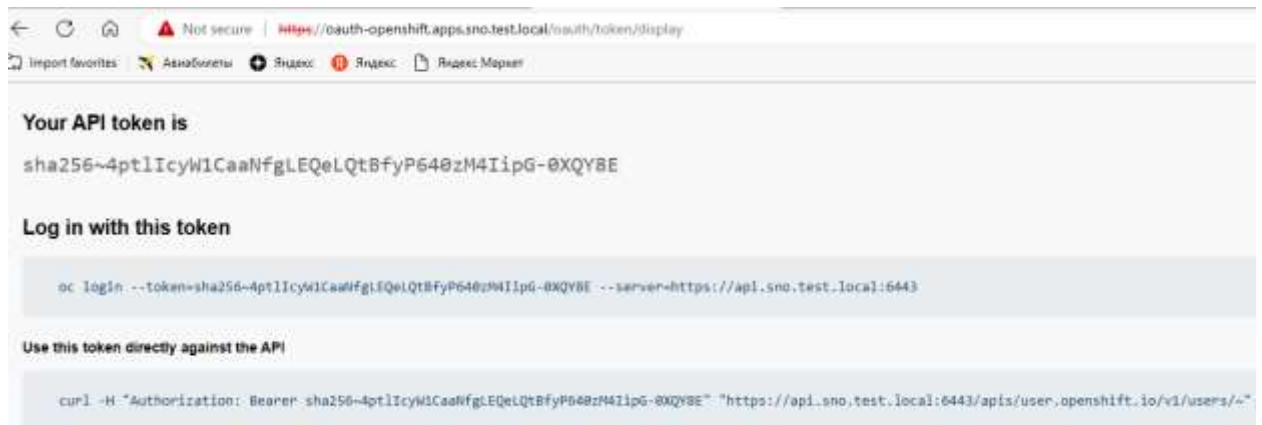 Not secure | https://oauth-openshift.apps.sno.test.local/oauth/token/display
Import favorites Авиабилеты Яндекс Яндекс Яндекс Маркет
Your API token is
sha256~4ptlIcyW1CaaNfgLEQeLQtBfyP640zM4IipG-0XQY8E
Log in with this token
oc login --token=sha256~4ptlIcyW1CaaNfgLEQeLQtBfyP640zM4IipG-0XQY8E --server=https://api.sno.test.local:6443
Use this token directly against the API
curl -H "Authorization: Bearer sha256~4ptlIcyW1CaaNfgLEQeLQtBfyP640zM4IipG-0XQY8E" "https://api.sno.test.local:6443/apis/user.openshift.io/v1/users/~"